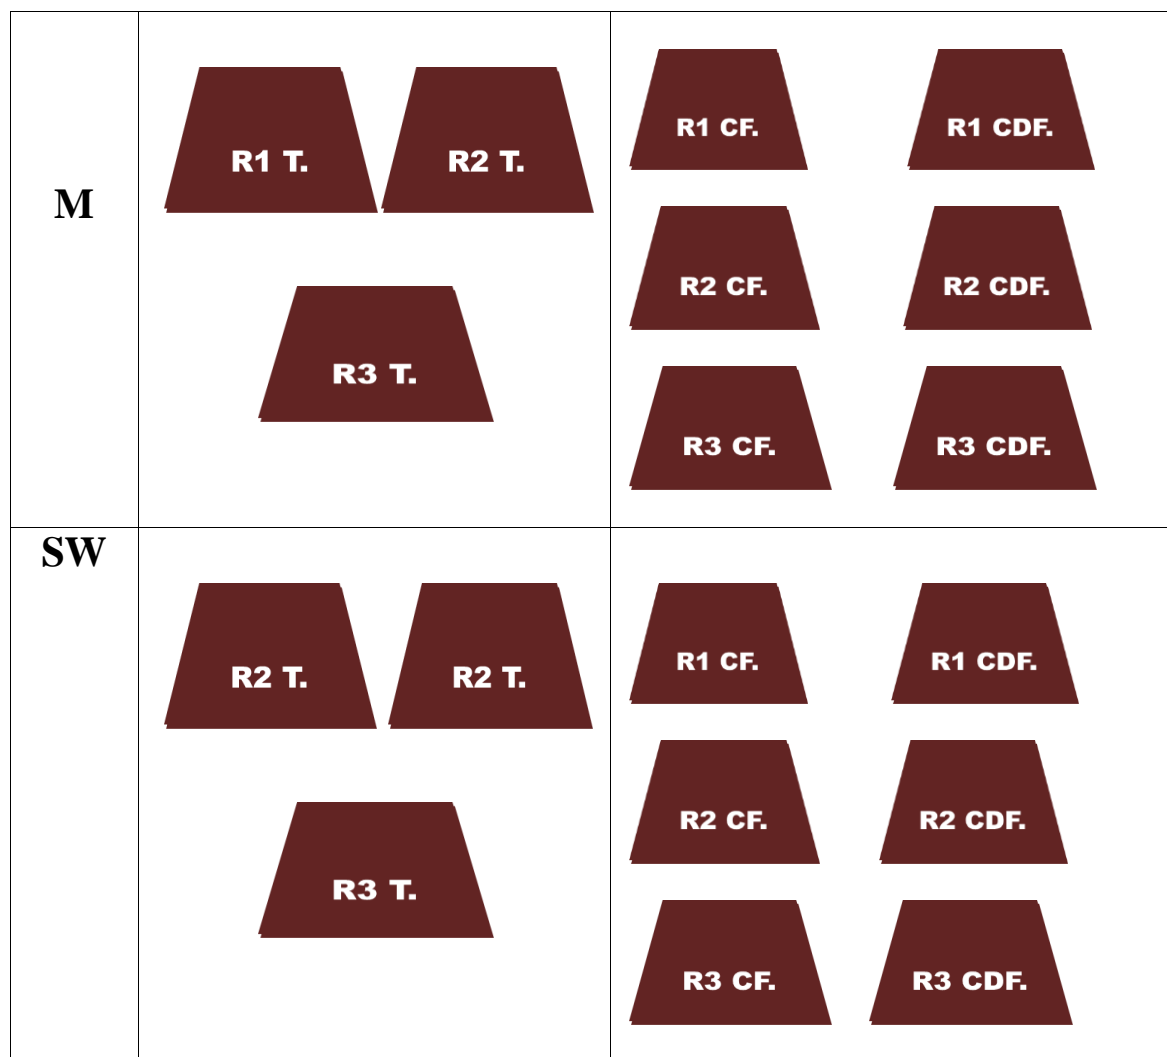 M
R1 T. R2 T.
R3 T.
R1 CF. R1 CDF.
R2 CF. R2 CDF.
R3 CF. R3 CDF.
SW
R2 T. R2 T.
R3 T.
R1 CF. R1 CDF.
R2 CF. R2 CDF.
R3 CF. R3 CDF.